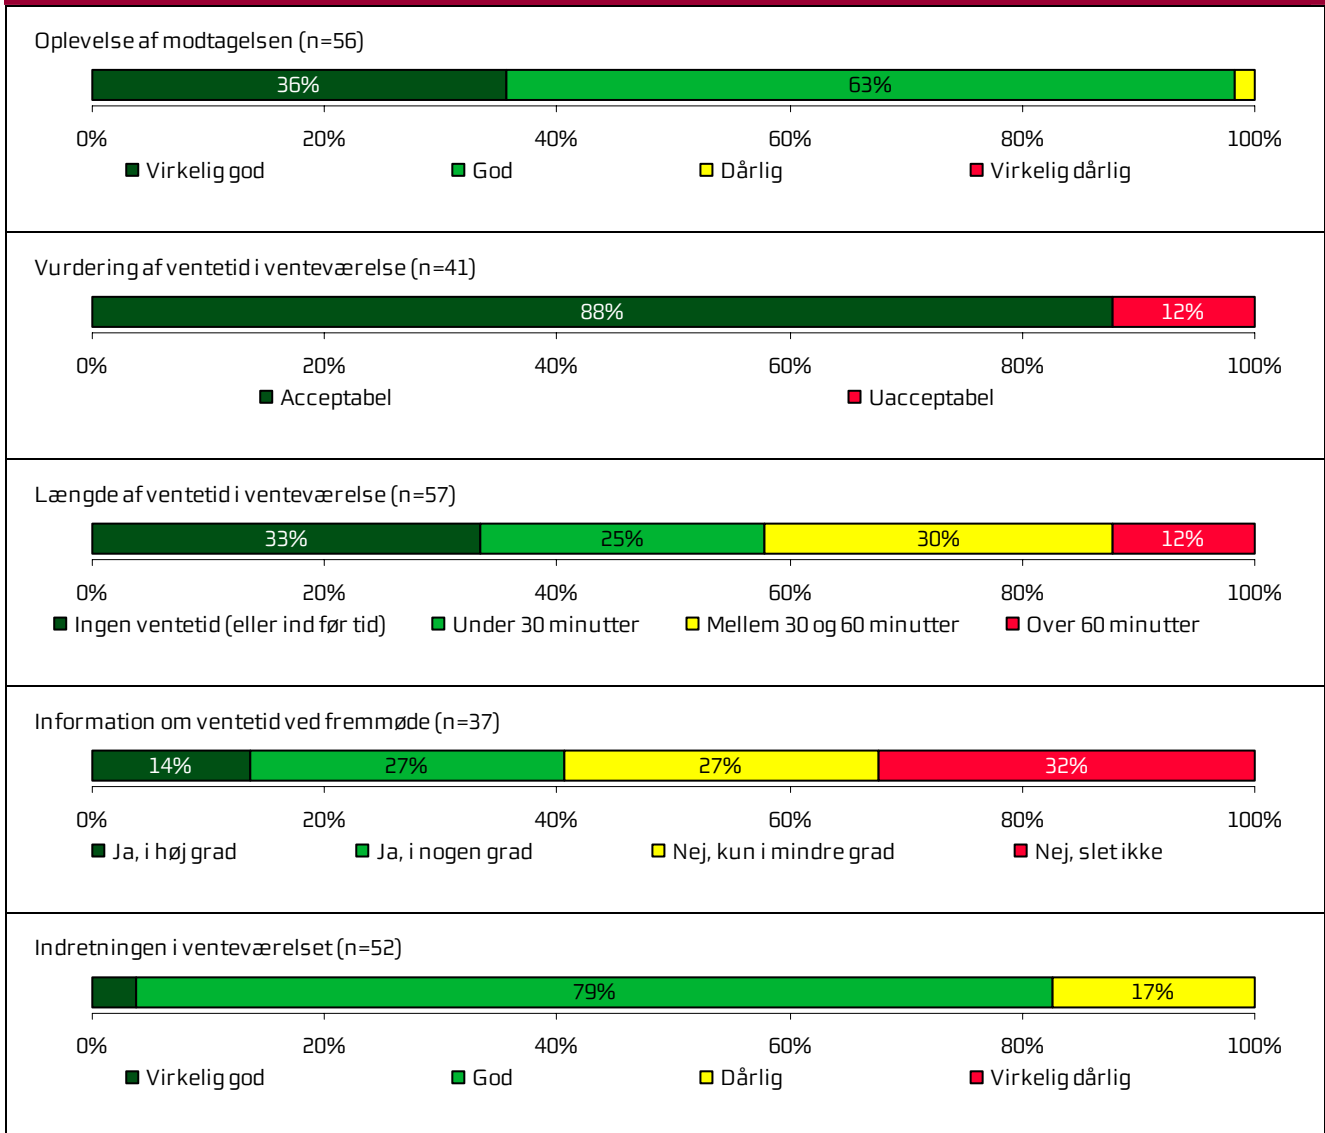 Oplevelse af modtagelsen (n=56)
36% 63%
0% 20% 40% 60% 80% 100%
Virkelig god God Dårlig Virkelig dårlig
Vurdering af ventetid i venteværelse (n=41)
88% 12%
0% 20% 40% 60% 80% 100%
Acceptabel Uacceptabel
Længde af ventetid i venteværelse (n=57)
33% 25% 30% 12%
0% 20% 40% 60% 80% 100%
Ingen ventetid (eller ind før tid) Under 30 minutter Mellem 30 og 60 minutter Over 60 minutter
Information om ventetid ved fremmøde (n=37)
14% 27% 27% 32%
0% 20% 40% 60% 80% 100%
Ja, i høj grad Ja, i nogen grad Nej, kun i mindre grad Nej, slet ikke
Indretningen i venteværelset (n=52)
79% 17%
0% 20% 40% 60% 80% 100%
Virkelig god God Dårlig Virkelig dårlig